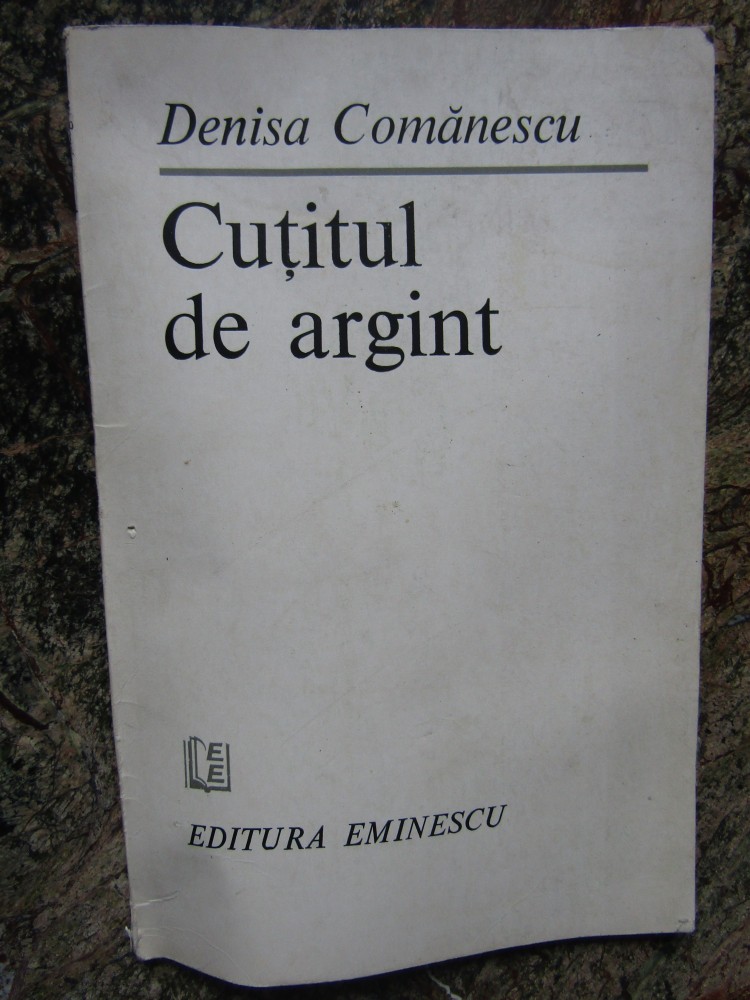 Denisa Comănescu
Cuțitul
de argint
E
E
EDITURA EMINESCU